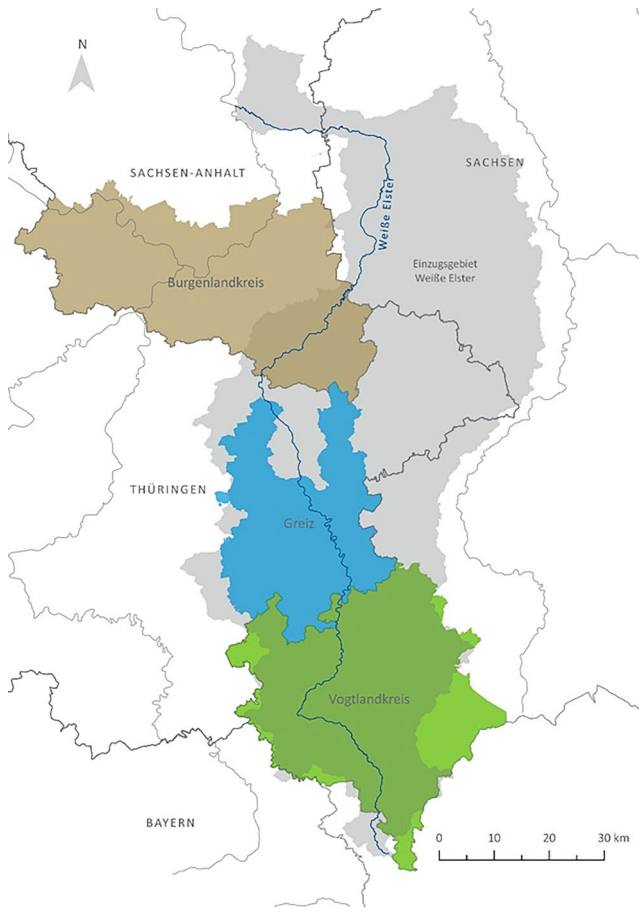 N
SACHSEN-ANHALT
SACHSEN
Weiße Elster
Einzugsgebiet
Weiße Elster
Burgenlandkreis
THÜRINGEN
Greiz
Vogtlandkreis
BAYERN
0 10 20 30 km